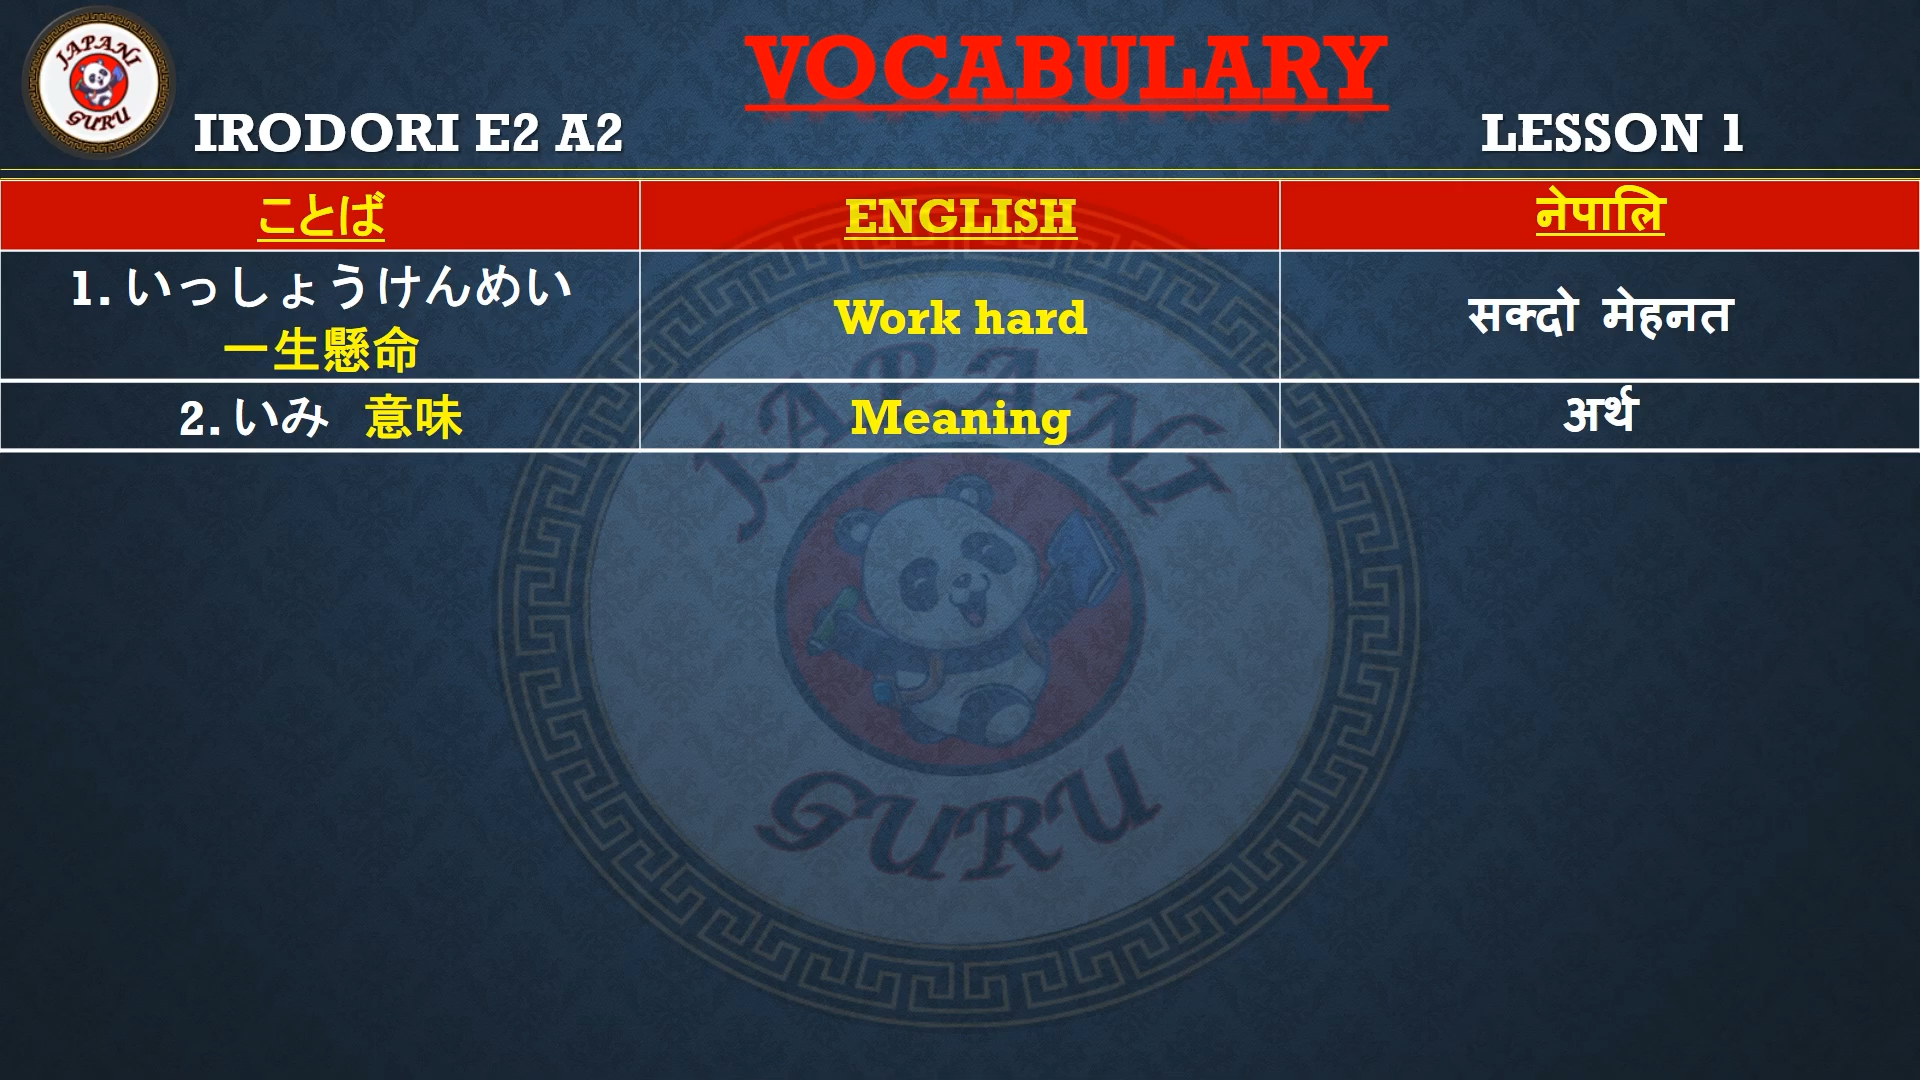 JAPANI
GURU
VOCABULARY
IRODORI E2 A2
LESSON 1
ことば
ENGLISH
नेपालि
1. いっしょうけんめい
一生懸命
Work hard
सक्दो मेहनत
2. いみ 意味
Meaning
अर्थ
JAPANI
GURU